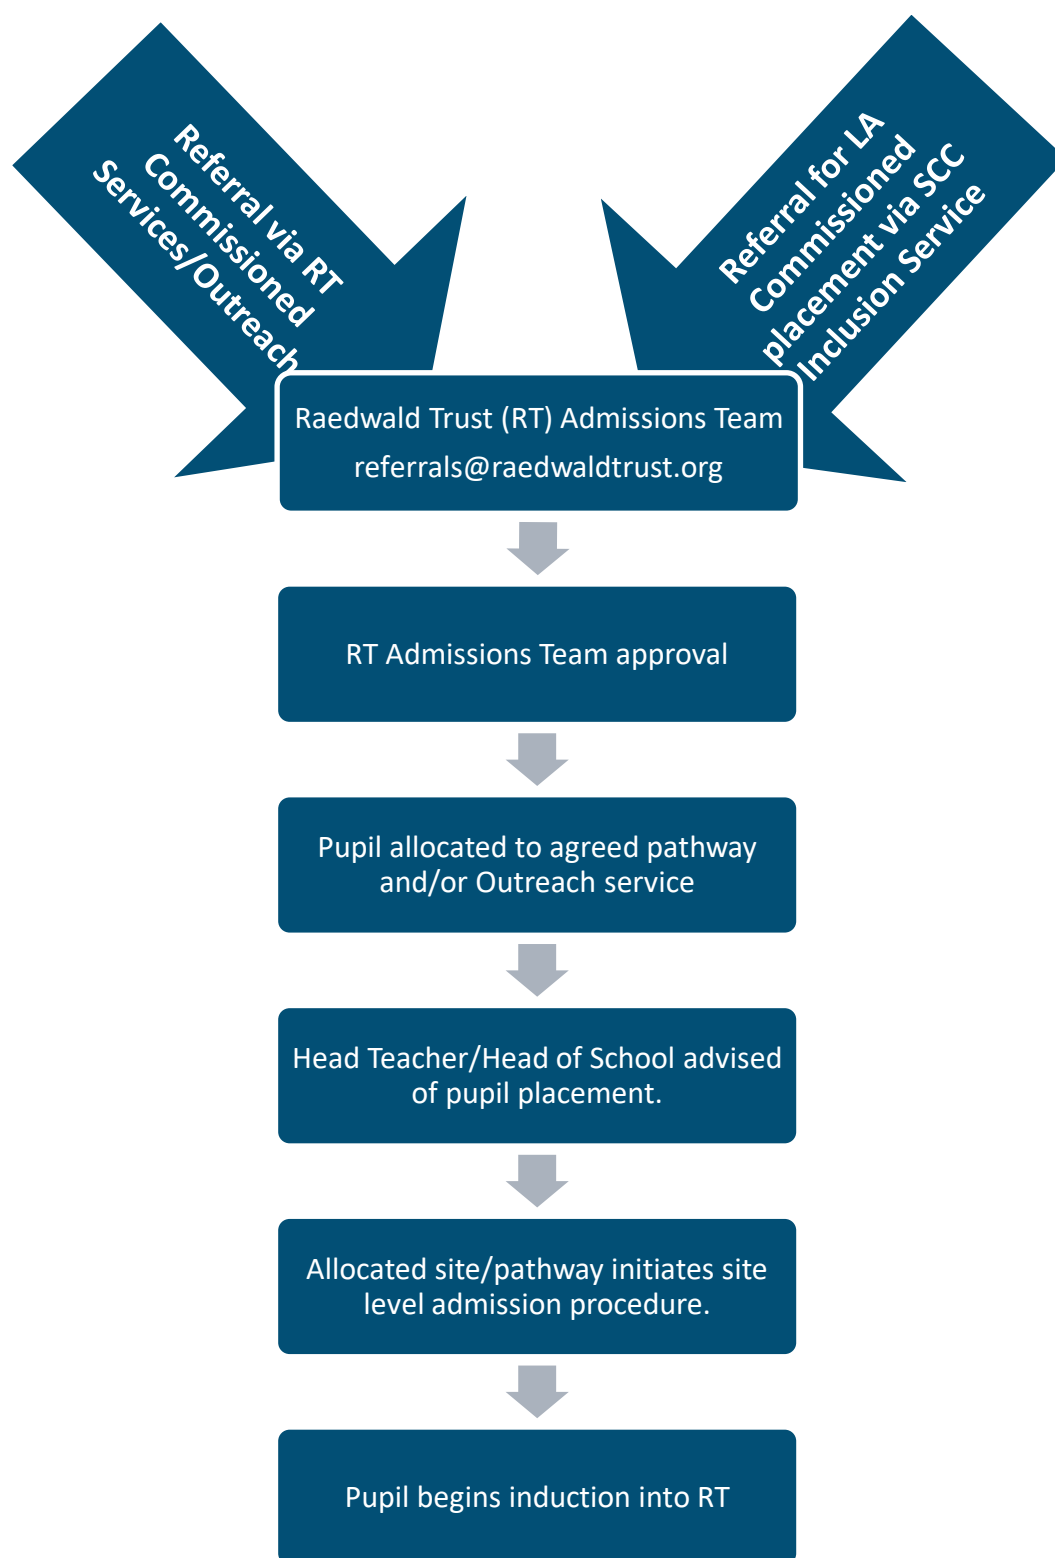 Referral via RT
Commissioned
Services/Outreach
Referral for LA
Commissioned
placement via SCC
Inclusion Service
Raedwald Trust (RT) Admissions Team
referrals@raedwaldtrust.org
RT Admissions Team approval
Pupil allocated to agreed pathway
and/or Outreach service
Head Teacher/Head of School advised
of pupil placement.
Allocated site/pathway initiates site
level admission procedure.
Pupil begins induction into RT